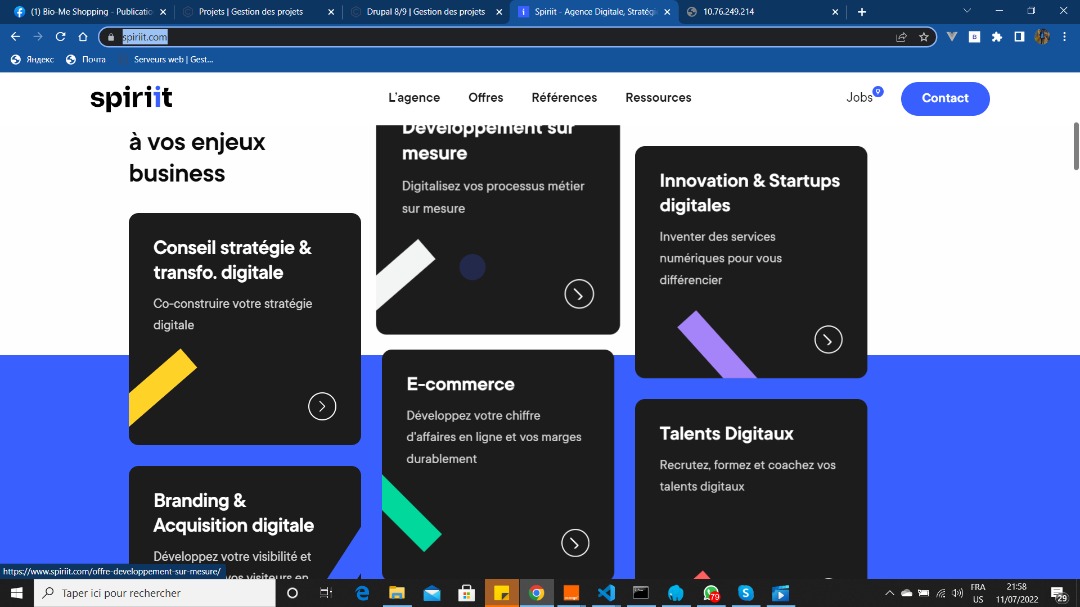 (1) Bio-Me Shopping - Publicatio
Projets | Gestion des projets
Drupal 8/9 | Gestion des projets
Spiriit - Agence Digitale, Stratégi
10.76.249.214
spiriit.com
Яндекс
Почта
Serveurs web | Gest...
spiriit
L'agence
Offres
Références
Ressources
Jobs
9
Contact
à vos enjeux
business
Développement sur
mesure
Digitalisez vos processus métier
sur mesure
Innovation & Startups
digitales
Inventer des services
numériques pour vous
différencier
Conseil stratégie &
transfo. digitale
Co-construire votre stratégie
digitale
E-commerce
Développez votre chiffre
d'affaires en ligne et vos marges
durablement
Talents Digitaux
Recrutez, formez et coachez vos
talents digitaux
Branding &
Acquisition digitale
Développez votre visibilité et
vos visiteurs en
https://www.spiriit.com/offre-developpement-sur-mesure/
Taper ici pour rechercher
79
FRA
US
21:58
11/07/2022
29